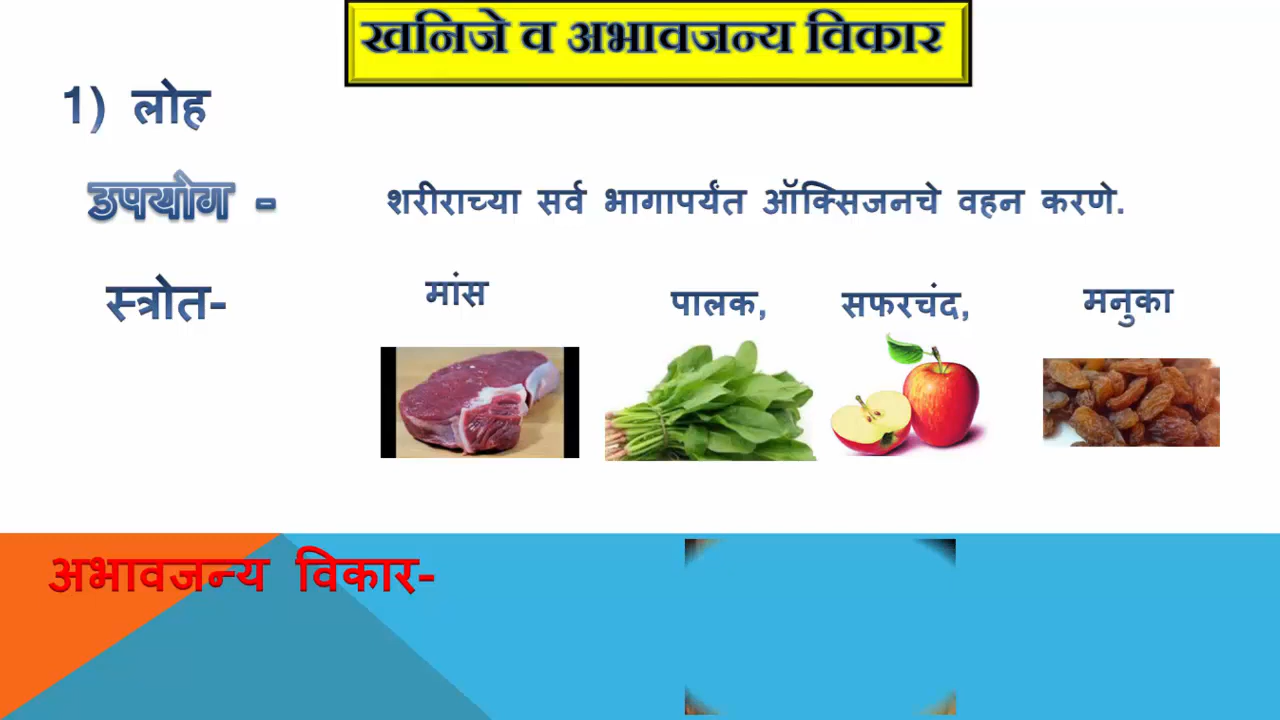 खनिजे व अभावजन्य विकार
1) लोह
उपयोग - शरीराच्या सर्व भागापर्यंत ऑक्सिजनचे वहन करणे.
स्त्रोत- मांस पालक, सफरचंद, मनुका
अभावजन्य विकार-